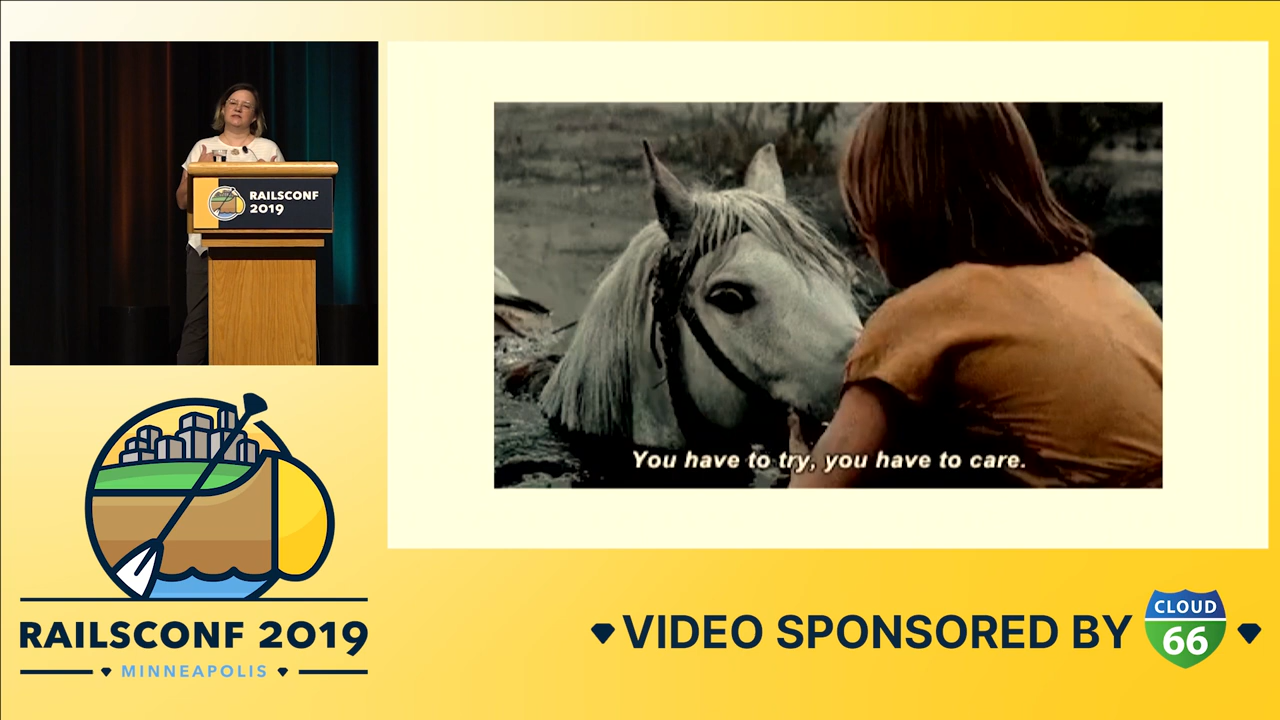 RAILSCONF
2019
You have to try, you have to care.
RAILSCONF 2019
MINNEAPOLIS
VIDEO SPONSORED BY
CLOUD
66